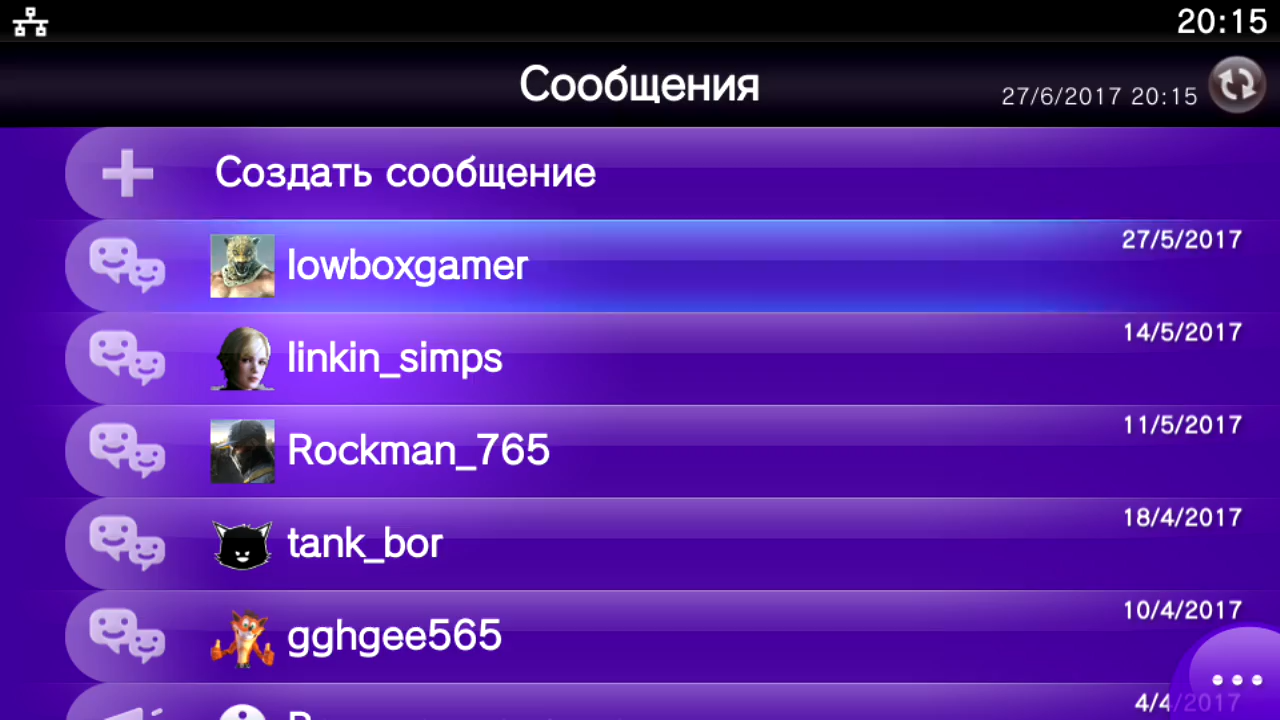 20:15
Сообщения
27/6/2017 20:15
Создать сообщение
lowboxgamer
27/5/2017
linkin_simps
14/5/2017
Rockman_765
11/5/2017
tank_bor
18/4/2017
gghgee565
10/4/2017
4/4/2017